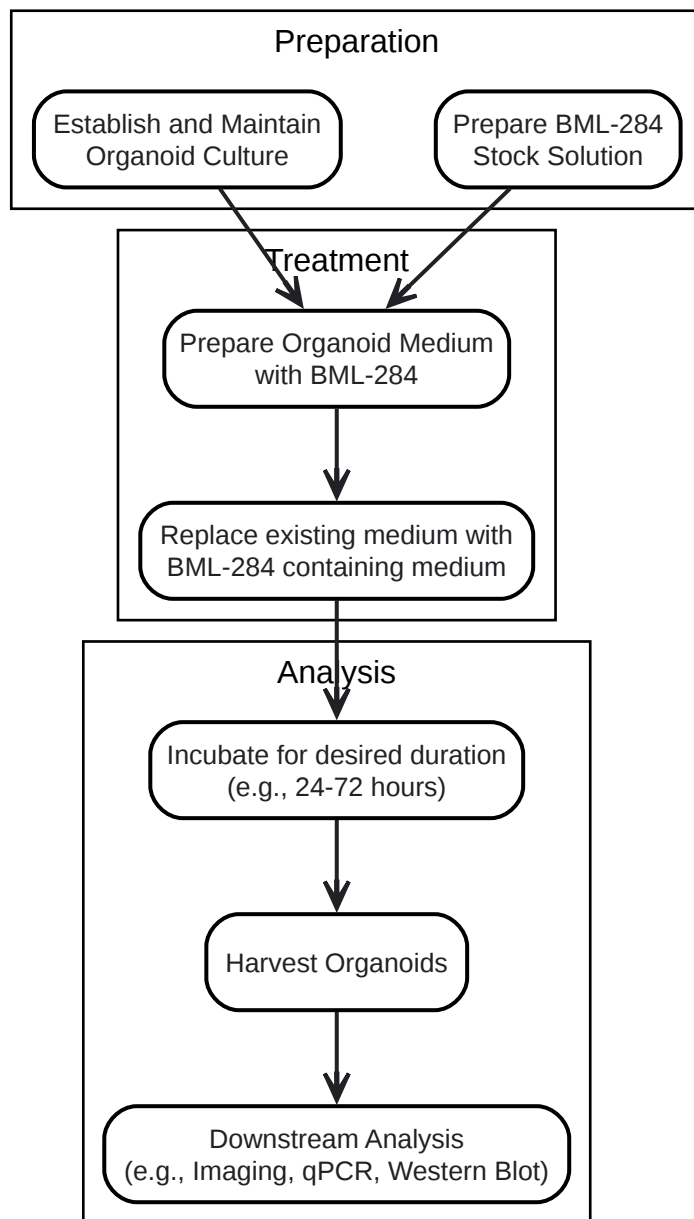 Preparation
Establish and Maintain
Organoid Culture
Prepare BML-284
Stock Solution
Treatment
Prepare Organoid Medium
with BML-284
Replace existing medium with
BML-284 containing medium
Analysis
Incubate for desired duration
(e.g., 24-72 hours)
Harvest Organoids
Downstream Analysis
(e.g., Imaging, qPCR, Western Blot)